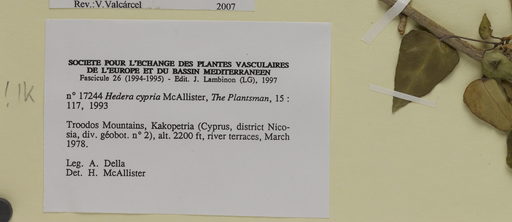 Rev.: V.Valcárcel 2007
SOCIETE POUR L'ECHANGE DES PLANTES VASCULAIRES
DE L'EUROPE ET DU BASSIN MEDITERRANEEN
Fascicule 26 (1994-1995) - Edit. J. Lambinon (LG), 1997
n° 17244 Hedera cypria McAllister, The Plantsman, 15 :
117, 1993
Troodos Mountains, Kakopetria (Cyprus, district Nico-
sia, div. géobot. n° 2), alt. 2200 ft, river terraces, March
1978.
Leg. A. Della
Det. H. McAllister